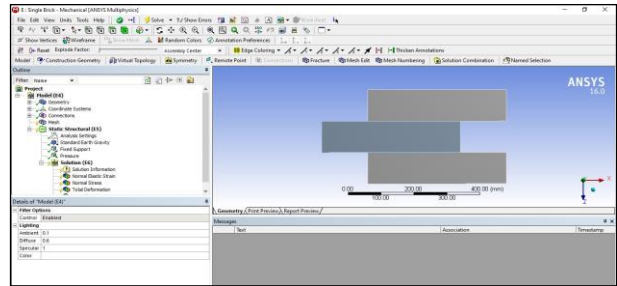 E : Single Brick - Mechanical [ANSYS Multiphysics]
File Edit View Units Tools Help Solve ?/ Show Errors Worksheet
Show Vertices Wireframe Show Mesh Random Colors Annotation Preferences
Reset Explode Factor: Assembly Center Edge Coloring Thicken Annotations
Model Construction Geometry Virtual Topology Symmetry Remote Point Connections Fracture Mesh Edit Mesh Numbering Solution Combination Named Selection
Outline
Filter: Name
Project
Model (E4)
Geometry
Coordinate Systems
Connections
Mesh
Static Structural (E5)
Analysis Settings
Standard Earth Gravity
Fixed Support
Pressure
Solution (E6)
Solution Information
Normal Elastic Strain
Normal Stress
Total Deformation
ANSYS
16.0
0.00 200.00 400.00 (mm)
100.00 300.00
X
Z
Details of "Model (E4)"
Filter Options
Control Enabled
Lighting
Ambient 0.1
Diffuse 0.6
Specular 1
Color
Geometry Print Preview Report Preview
Messages
Text Association Timestamp